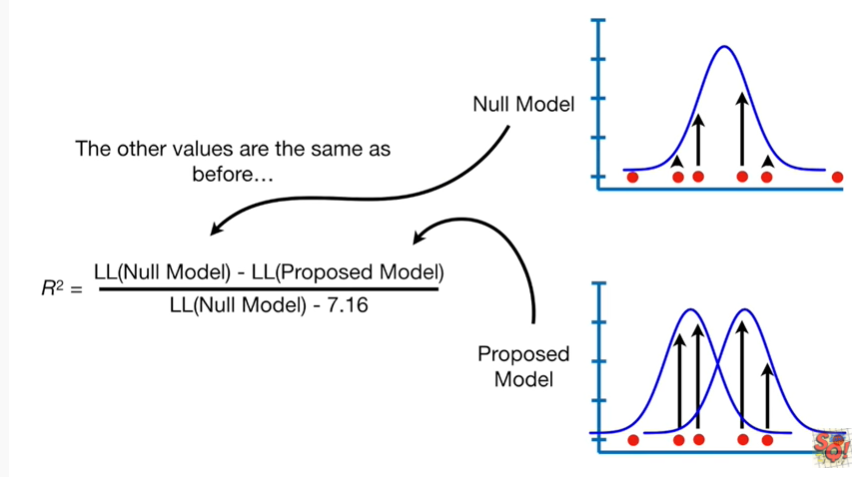 Null Model
The other values are the same as
before...
R² = LL(Null Model) - LL(Proposed Model)
LL(Null Model) - 7.16
Proposed
Model
SQ!